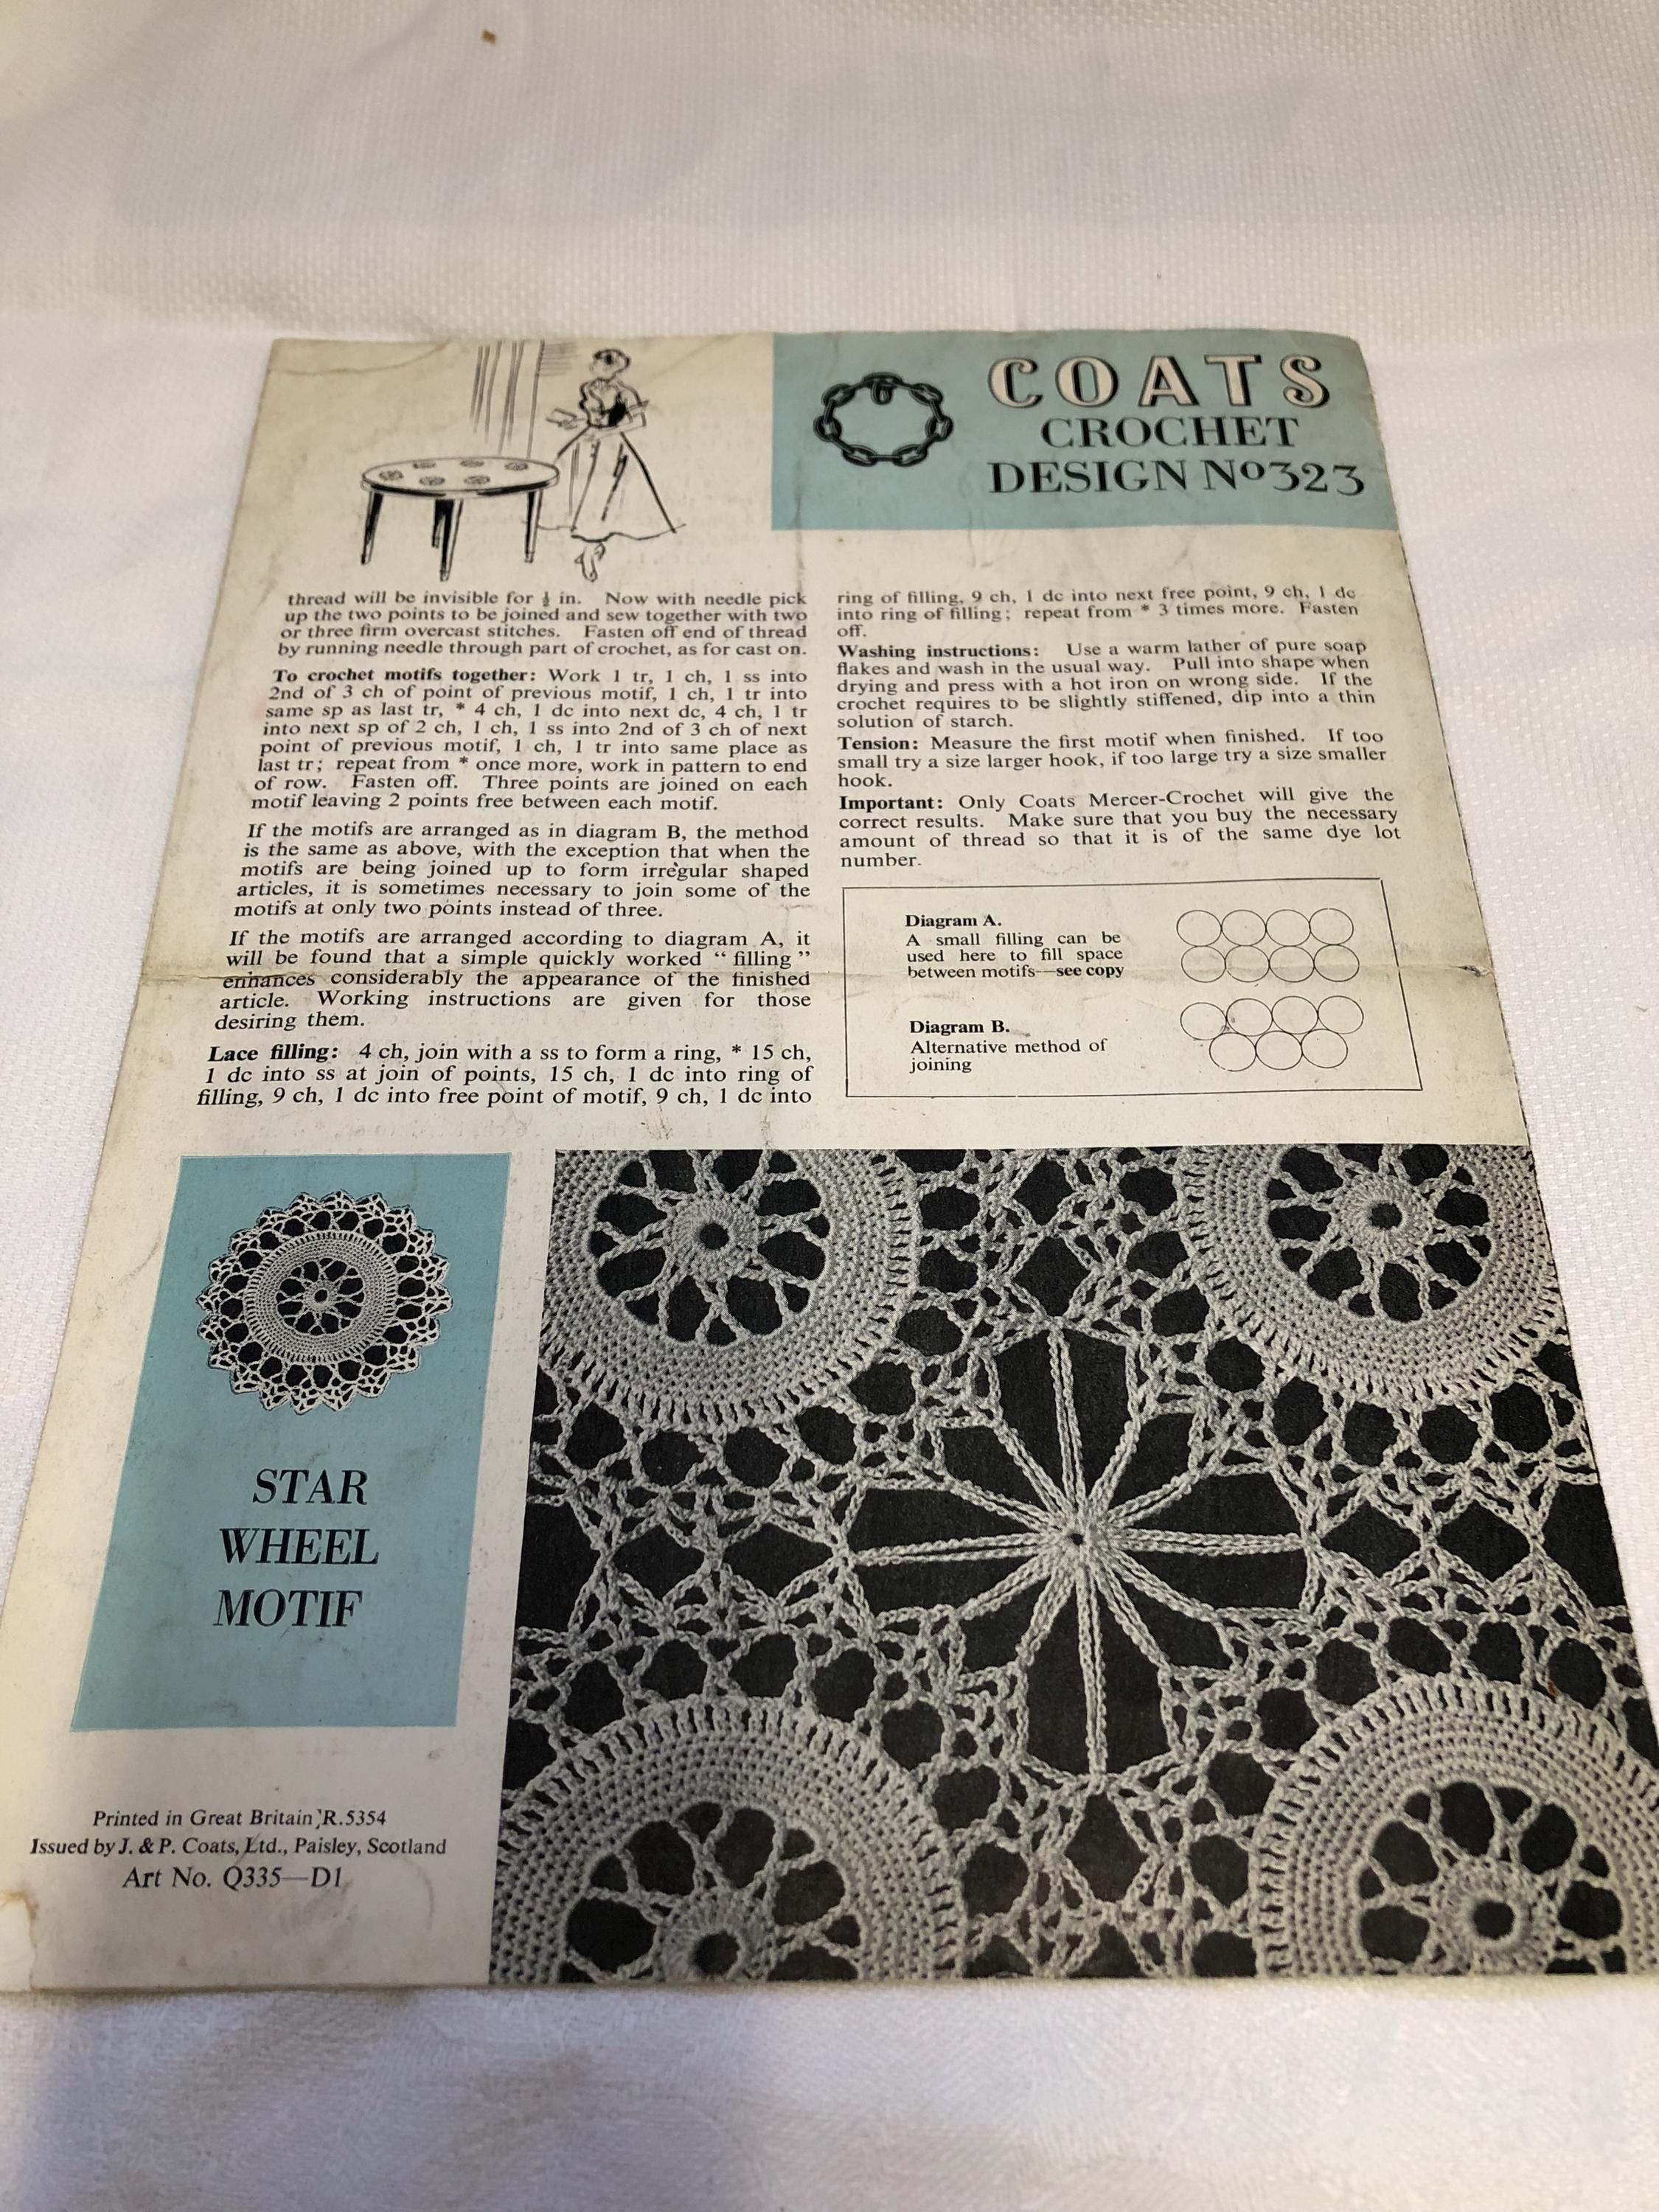 COATS
CROCHET
DESIGN Nº323
thread will be invisible for ½ in. Now with needle pick
up the two points to be joined and sew together with two
or three firm overcast stitches. Fasten off end of thread
by running needle through part of crochet, as for cast on.
To crochet motifs together: Work 1 tr, 1 ch, 1 ss into
2nd of 3 ch of point of previous motif, 1 ch, 1 tr into
same sp as last tr, * 4 ch, 1 dc into next dc, 4 ch, 1 tr
into next sp of 2 ch, 1 ch, 1 ss into 2nd of 3 ch of next
point of previous motif, 1 ch, 1 tr into same place as
last tr; repeat from * once more, work in pattern to end
of row. Fasten off. Three points are joined on each
motif leaving 2 points free between each motif.
If the motifs are arranged as in diagram B, the method
is the same as above, with the exception that when the
motifs are being joined up to form irregular shaped
articles, it is sometimes necessary to join some of the
motifs at only two points instead of three.
If the motifs are arranged according to diagram A, it
will be found that a simple quickly worked “ filling ”
enhances considerably the appearance of the finished
article. Working instructions are given for those
desiring them.
Lace filling: 4 ch, join with a ss to form a ring, * 15 ch,
1 dc into ss at join of points, 15 ch, 1 dc into ring of
filling, 9 ch, 1 dc into free point of motif, 9 ch, 1 dc into
ring of filling, 9 ch, 1 dc into next free point, 9 ch, 1 dc
into ring of filling; repeat from * 3 times more. Fasten
off.
Washing instructions: Use a warm lather of pure soap
flakes and wash in the usual way. Pull into shape when
drying and press with a hot iron on wrong side. If the
crochet requires to be slightly stiffened, dip into a thin
solution of starch.
Tension: Measure the first motif when finished. If too
small try a size larger hook, if too large try a size smaller
hook.
Important: Only Coats Mercer-Crochet will give the
correct results. Make sure that you buy the necessary
amount of thread so that it is of the same dye lot
number.
Diagram A.
A small filling can be
used here to fill space
between motifs—see copy
Diagram B.
Alternative method of
joining
STAR
WHEEL
MOTIF
Printed in Great Britain, R.5354
Issued by J. & P. Coats, Ltd., Paisley, Scotland
Art No. Q335—D1